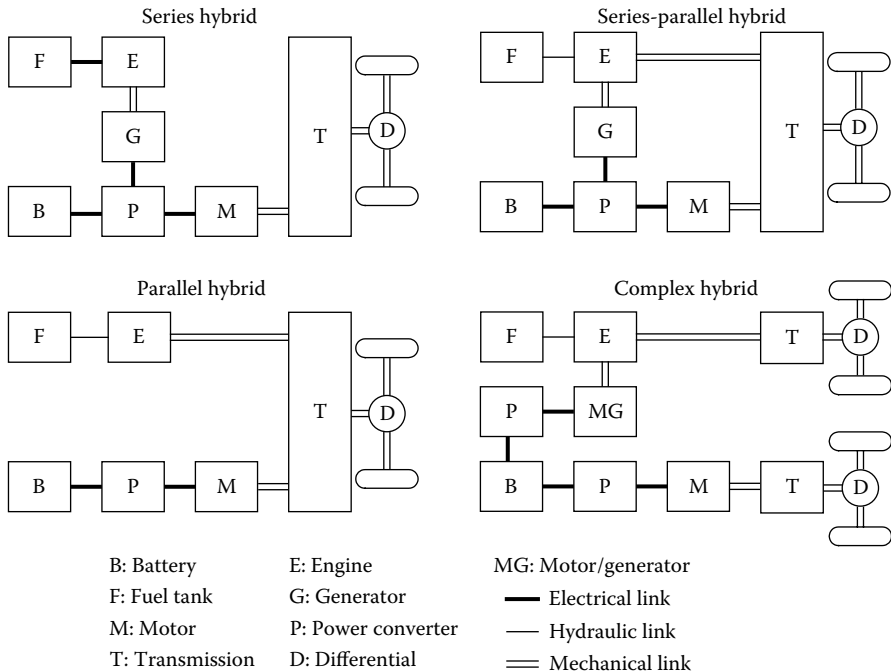 Series hybrid
F
E
G
T
D
B
P
M
Series-parallel hybrid
F
E
G
T
D
B
P
M
Parallel hybrid
F
E
T
D
B
P
M
Complex hybrid
F
E
T
D
P
MG
B
P
M
T
D
B: Battery
F: Fuel tank
M: Motor
T: Transmission
E: Engine
G: Generator
P: Power converter
D: Differential
MG: Motor/generator
Electrical link
Hydraulic link
Mechanical link